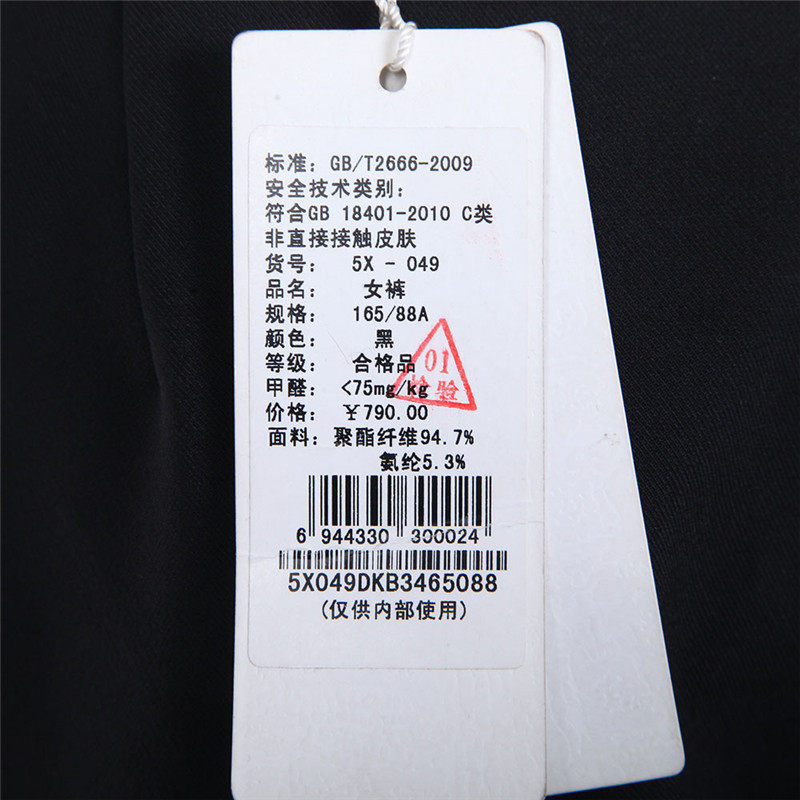 标准：GB/T2666-2009
安全技术类别：
符合GB 18401-2010 C类
非直接接触皮肤
货号： 5X - 049
品名： 女裤
规格： 165/88A
颜色： 黑
等级： 合格品
甲醛： <75mg/kg
价格： ￥790.00
面料：聚酯纤维94.7%
氨纶5.3%
01
检验
6 944330 390024
5X049DKB3465088
(仅供内部使用)